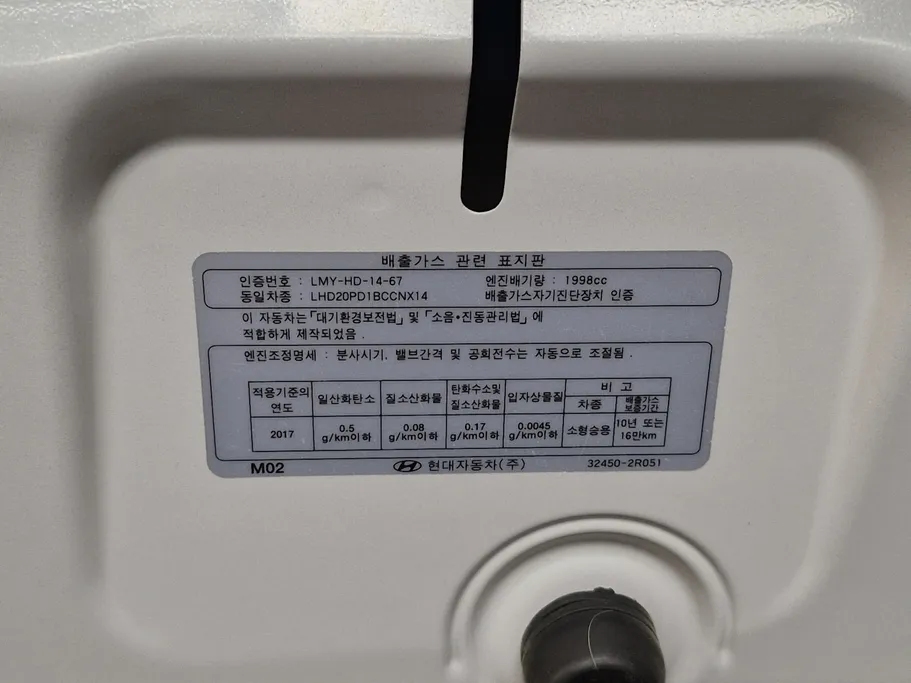 배출가스 관련 표지판
인증번호 : LMY-HD-14-67 엔진배기량 : 1998cc
동일차종 : LHD20PD1BCCNX14 배출가스자기진단장치 인증
이 자동차는「대기환경보전법」 및 「소음•진동관리법」 에
적합하게 제작되었음 .
엔진조정명세 : 분사시기, 밸브간격 및 공회전수는 자동으로 조절됨 .
적용기준의 연도 일산화탄소 질소산화물 탄화수소및 질소산화물 입자상물질 비 고
차종 배출가스 보증기간
2017 0.5 g/km이하 0.08 g/km이하 0.17 g/km이하 0.0045 g/km이하 소형승용 10년 또는 16만km
M02 현대자동차(주) 32450-2R051